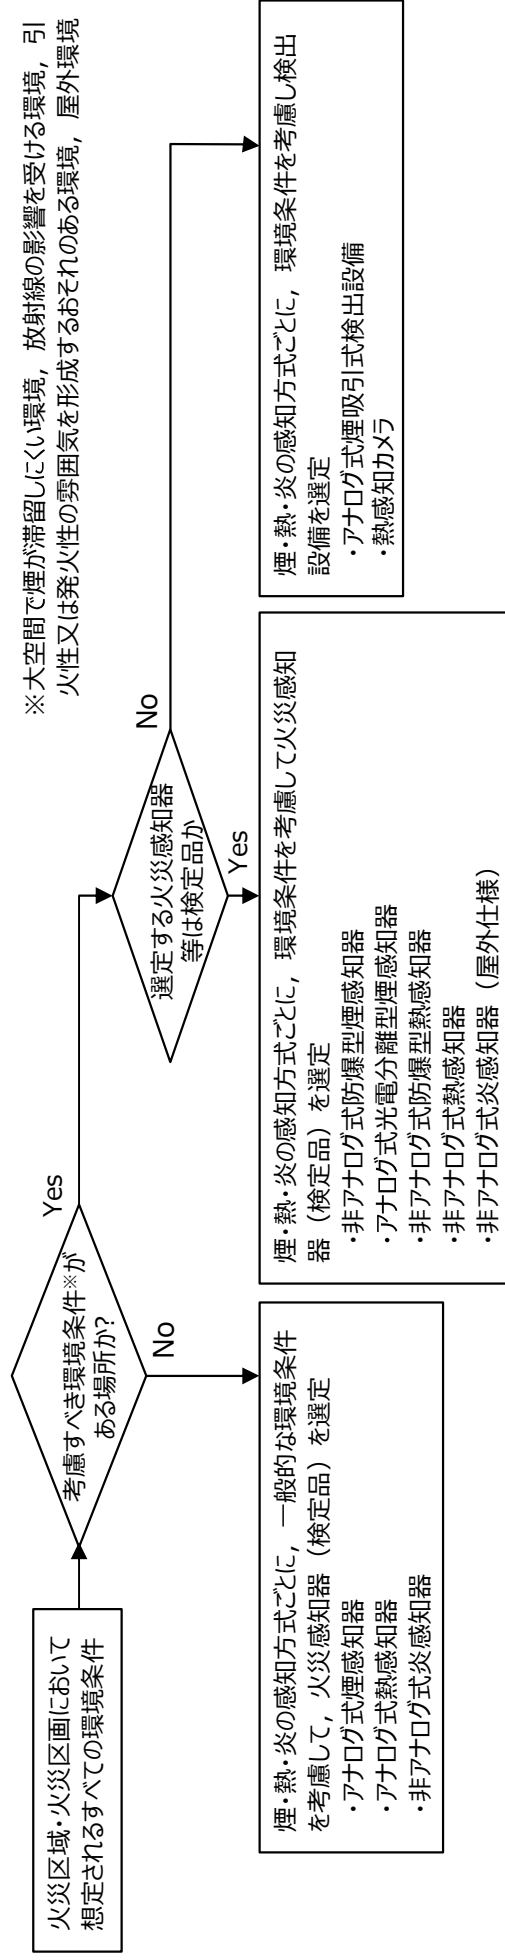 ※大空間で煙が滞留しにくい環境，放射線の影響を受ける環境，引
火性又は発火性の雰囲気を形成するおそれのある環境，屋外環境
火災区域・火災区画において
想定されるすべての環境条件
考慮すべき環境条件※が
ある場所か?
Yes
No
選定する火災感知器
等は検定品か
No
Yes
煙・熱・炎の感知方式ごとに，一般的な環境条件
を考慮して，火災感知器（検定品）を選定
・アナログ式煙感知器
・アナログ式熱感知器
・非アナログ式炎感知器
煙・熱・炎の感知方式ごとに，環境条件を考慮して火災感知
器（検定品）を選定
・非アナログ式防爆型煙感知器
・アナログ式光電分離型煙感知器
・非アナログ式防爆型熱感知器
・非アナログ式熱感知器
・非アナログ式炎感知器（屋外仕様）
煙・熱・炎の感知方式ごとに，環境条件を考慮し検出
設備を選定
・アナログ式煙吸引式検出設備
・熱感知カメラ